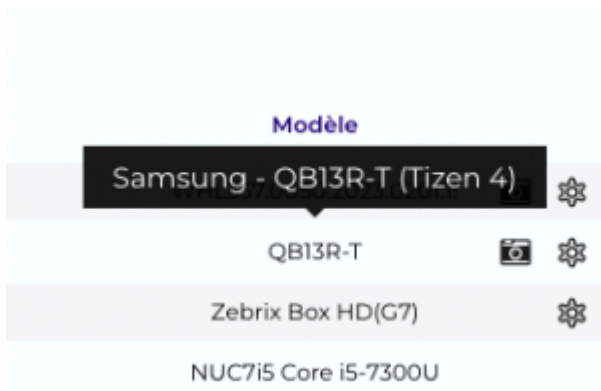 Modèle
Samsung - QB13R-T (Tizen 4)
QB13R-T
Zebrix Box HD(G7)
NUC7i5 Core i5-7300U